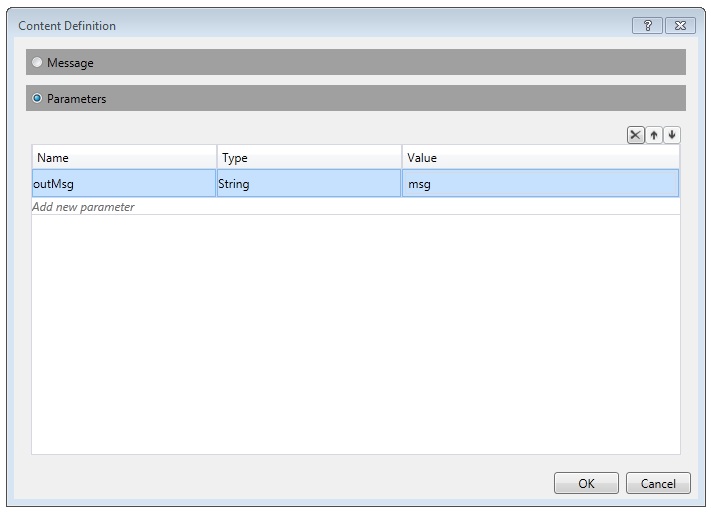 Content Definition
?
Message
Parameters
Name Type Value
outMsg String msg
Add new parameter
OK Cancel